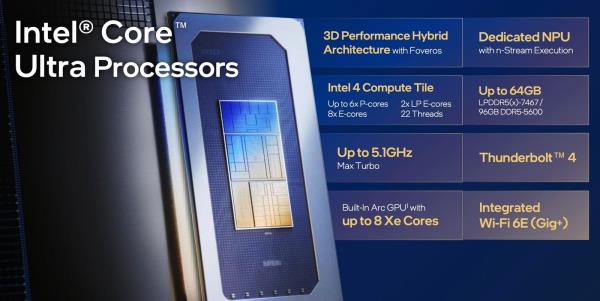 Intel® Core™
Ultra Processors
3D Performance Hybrid
Architecture with Foveros
Dedicated NPU
with n-Stream Execution
Intel 4 Compute Tile
Up to 6x P-cores 2x LP E-cores
8x E-cores 22 Threads
Up to 64GB
LPDDR5(x)-7467 /
96GB DDR5-5600
Up to 5.1GHz
Max Turbo
Thunderbolt™ 4
Built-In Arc GPU¹ with
up to 8 Xe Cores
Integrated
Wi-Fi 6E (Gig+)